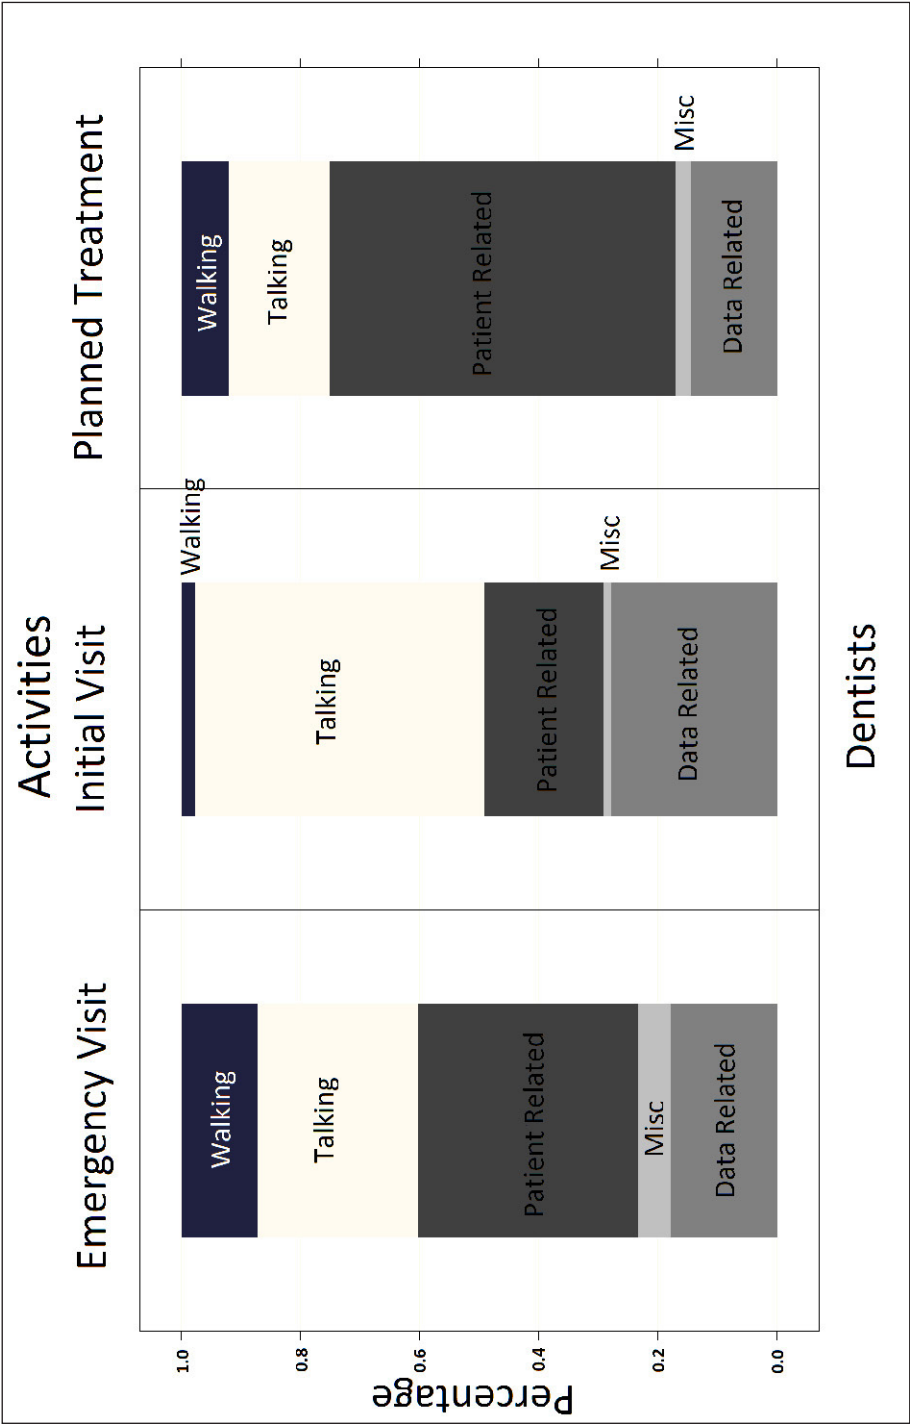 Activities
Emergency Visit
Initial Visit
Planned Treatment
Percentage
1.0
0.8
0.6
0.4
0.2
0.0
Walking
Talking
Patient Related
Misc
Data Related
Walking
Talking
Patient Related
Misc
Data Related
Walking
Talking
Patient Related
Misc
Data Related
Dentists